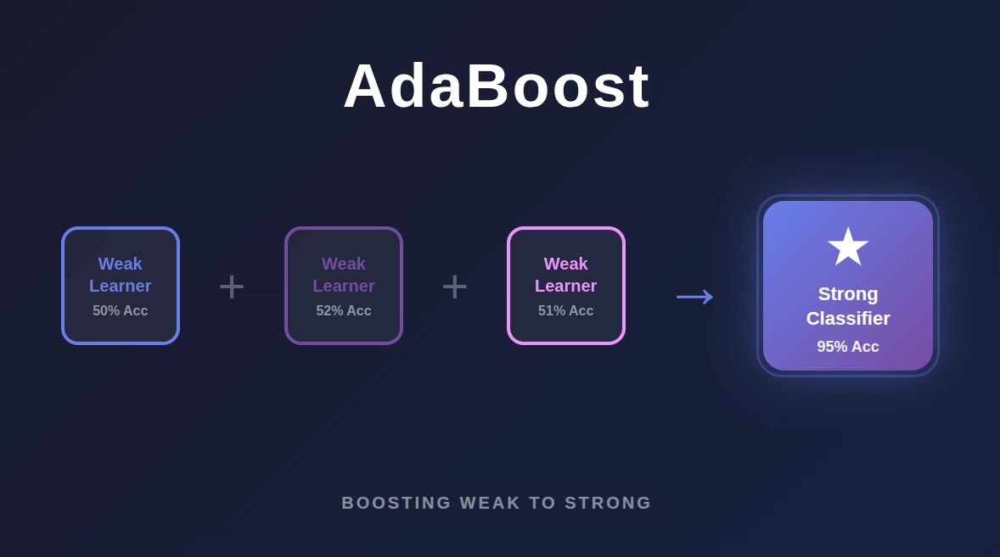 AdaBoost
Weak
Learner
50% Acc
+
Weak
Learner
52% Acc
+
Weak
Learner
51% Acc
→
★
Strong
Classifier
95% Acc
BOOSTING WEAK TO STRONG